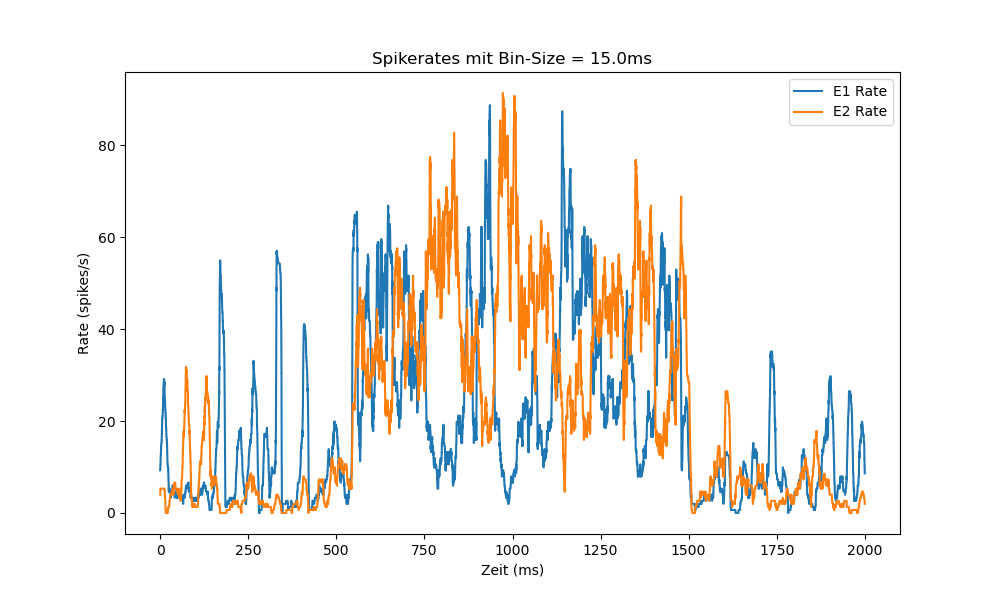 Spikerates mit Bin-Size = 15.0ms
E1 Rate
E2 Rate
80
60
40
20
0
Rate (spikes/s)
0 250 500 750 1000 1250 1500 1750 2000
Zeit (ms)